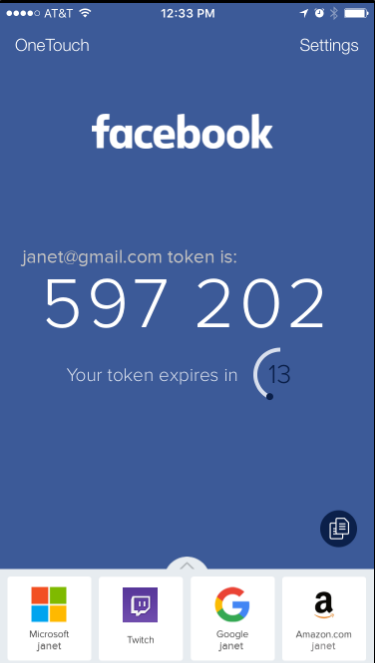 AT&T 12:33 PM
OneTouch Settings
facebook
janet@gmail.com token is:
597 202
Your token expires in 13
Microsoft
janet
Twitch
Google
janet
Amazon.com
janet